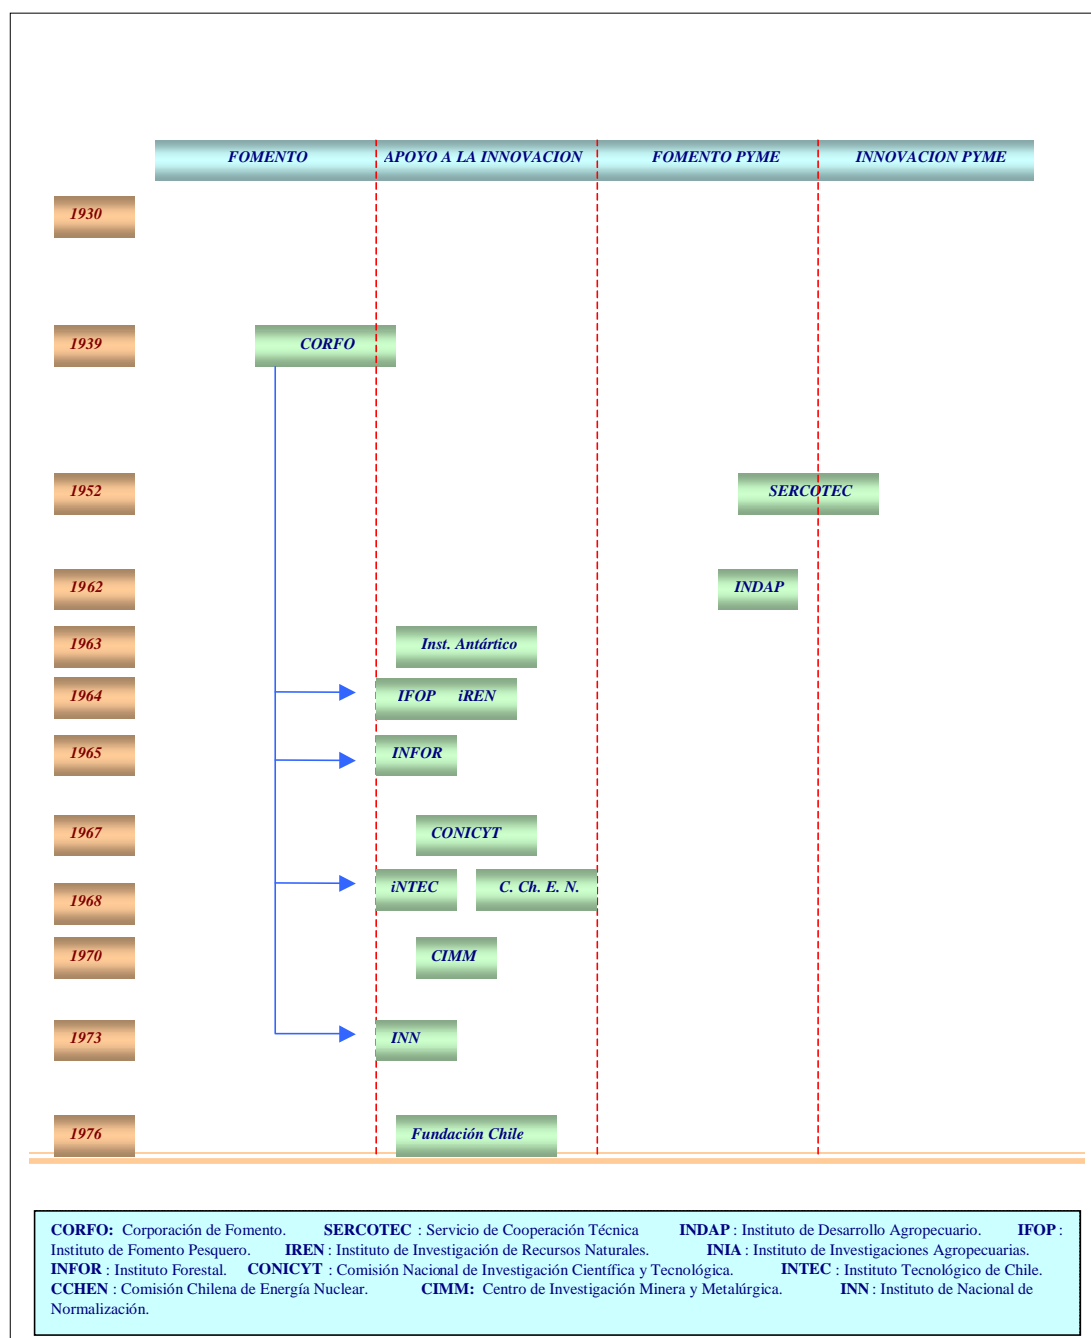 FOMENTO APOYO A LA INNOVACION FOMENTO PYME INNOVACION PYME
1930
1939 CORFO
1952 SERCOTEC
1962 INDAP
1963 Inst. Antártico
1964 IFOP iREN
1965 INFOR
1967 CONICYT
1968 iNTEC C. Ch. E. N.
1970 CIMM
1973 INN
1976 Fundación Chile
CORFO: Corporación de Fomento. SERCOTEC : Servicio de Cooperación Técnica INDAP : Instituto de Desarrollo Agropecuario. IFOP :
Instituto de Fomento Pesquero. IREN : Instituto de Investigación de Recursos Naturales. INIA : Instituto de Investigaciones Agropecuarias.
INFOR : Instituto Forestal. CONICYT : Comisión Nacional de Investigación Científica y Tecnológica. INTEC : Instituto Tecnológico de Chile.
CCHEN : Comisión Chilena de Energía Nuclear. CIMM: Centro de Investigación Minera y Metalúrgica. INN : Instituto de Nacional de
Normalización.